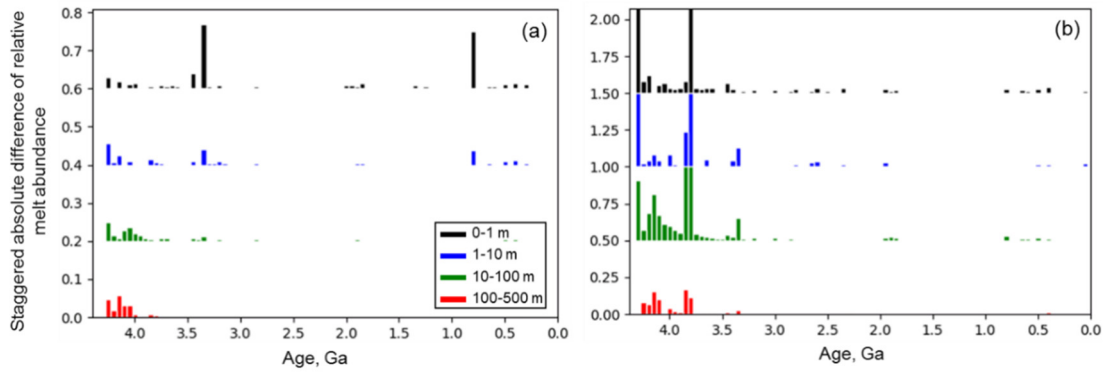 Staggered absolute difference of relative
melt abundance
(a)
0.8
0.7
0.6
0.5
0.4
0.3
0.2
0.1
0.0
0-1 m
1-10 m
10-100 m
100-500 m
4.0 3.5 3.0 2.5 2.0 1.5 1.0 0.5 0.0
Age, Ga
(b)
2.00
1.75
1.50
1.25
1.00
0.75
0.50
0.25
0.00
4.0 3.5 3.0 2.5 2.0 1.5 1.0 0.5 0.0
Age, Ga